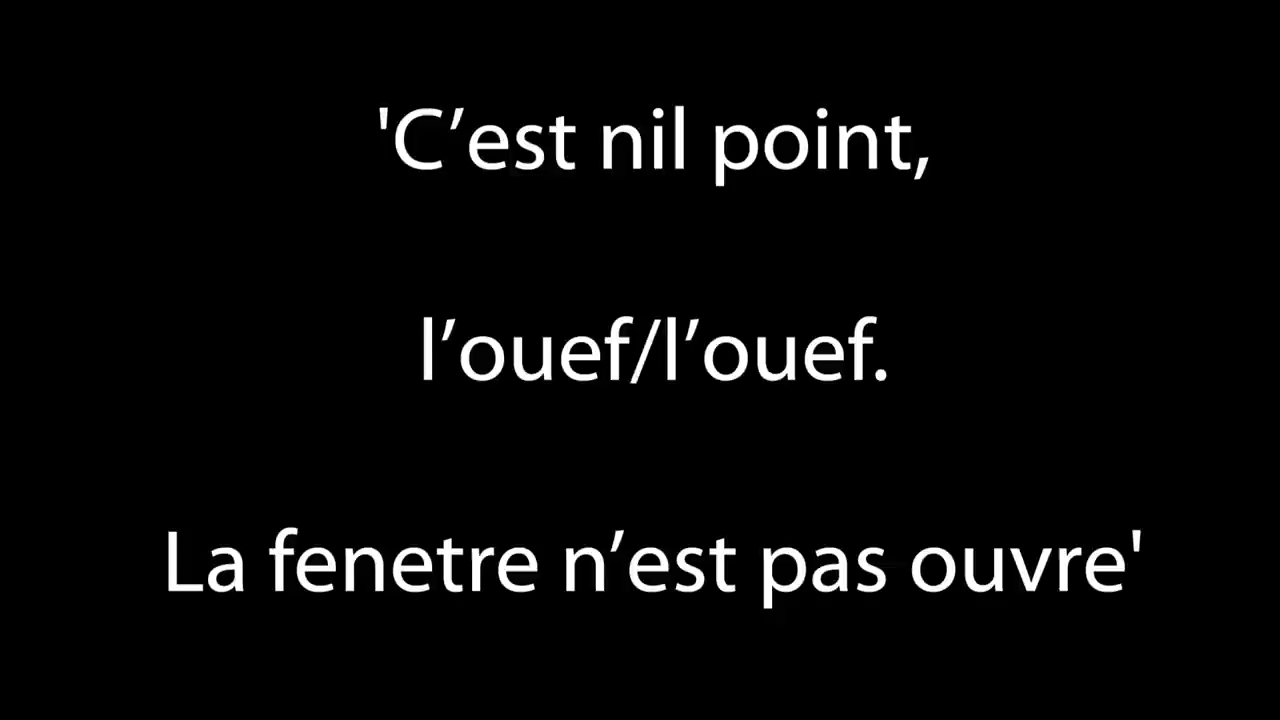 'C’est nil point,
l’ouef/l’ouef.
La fenetre n’est pas ouvre'